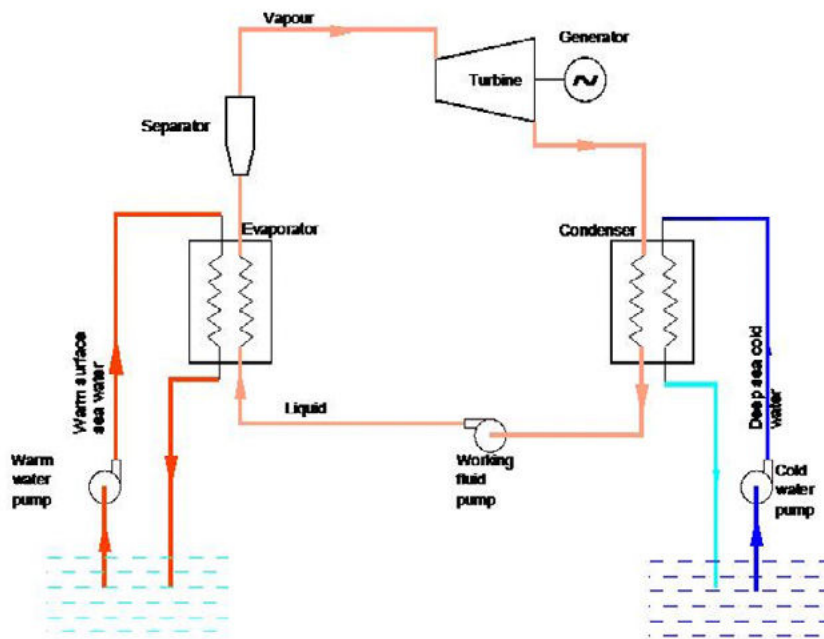 Vapour
Generator
Turbine
Separator
Evaporator
Condenser
Warm surface
sea water
Deep sea cold
water
Liquid
Warm
water
pump
Working
fluid
pump
Cold
water
pump